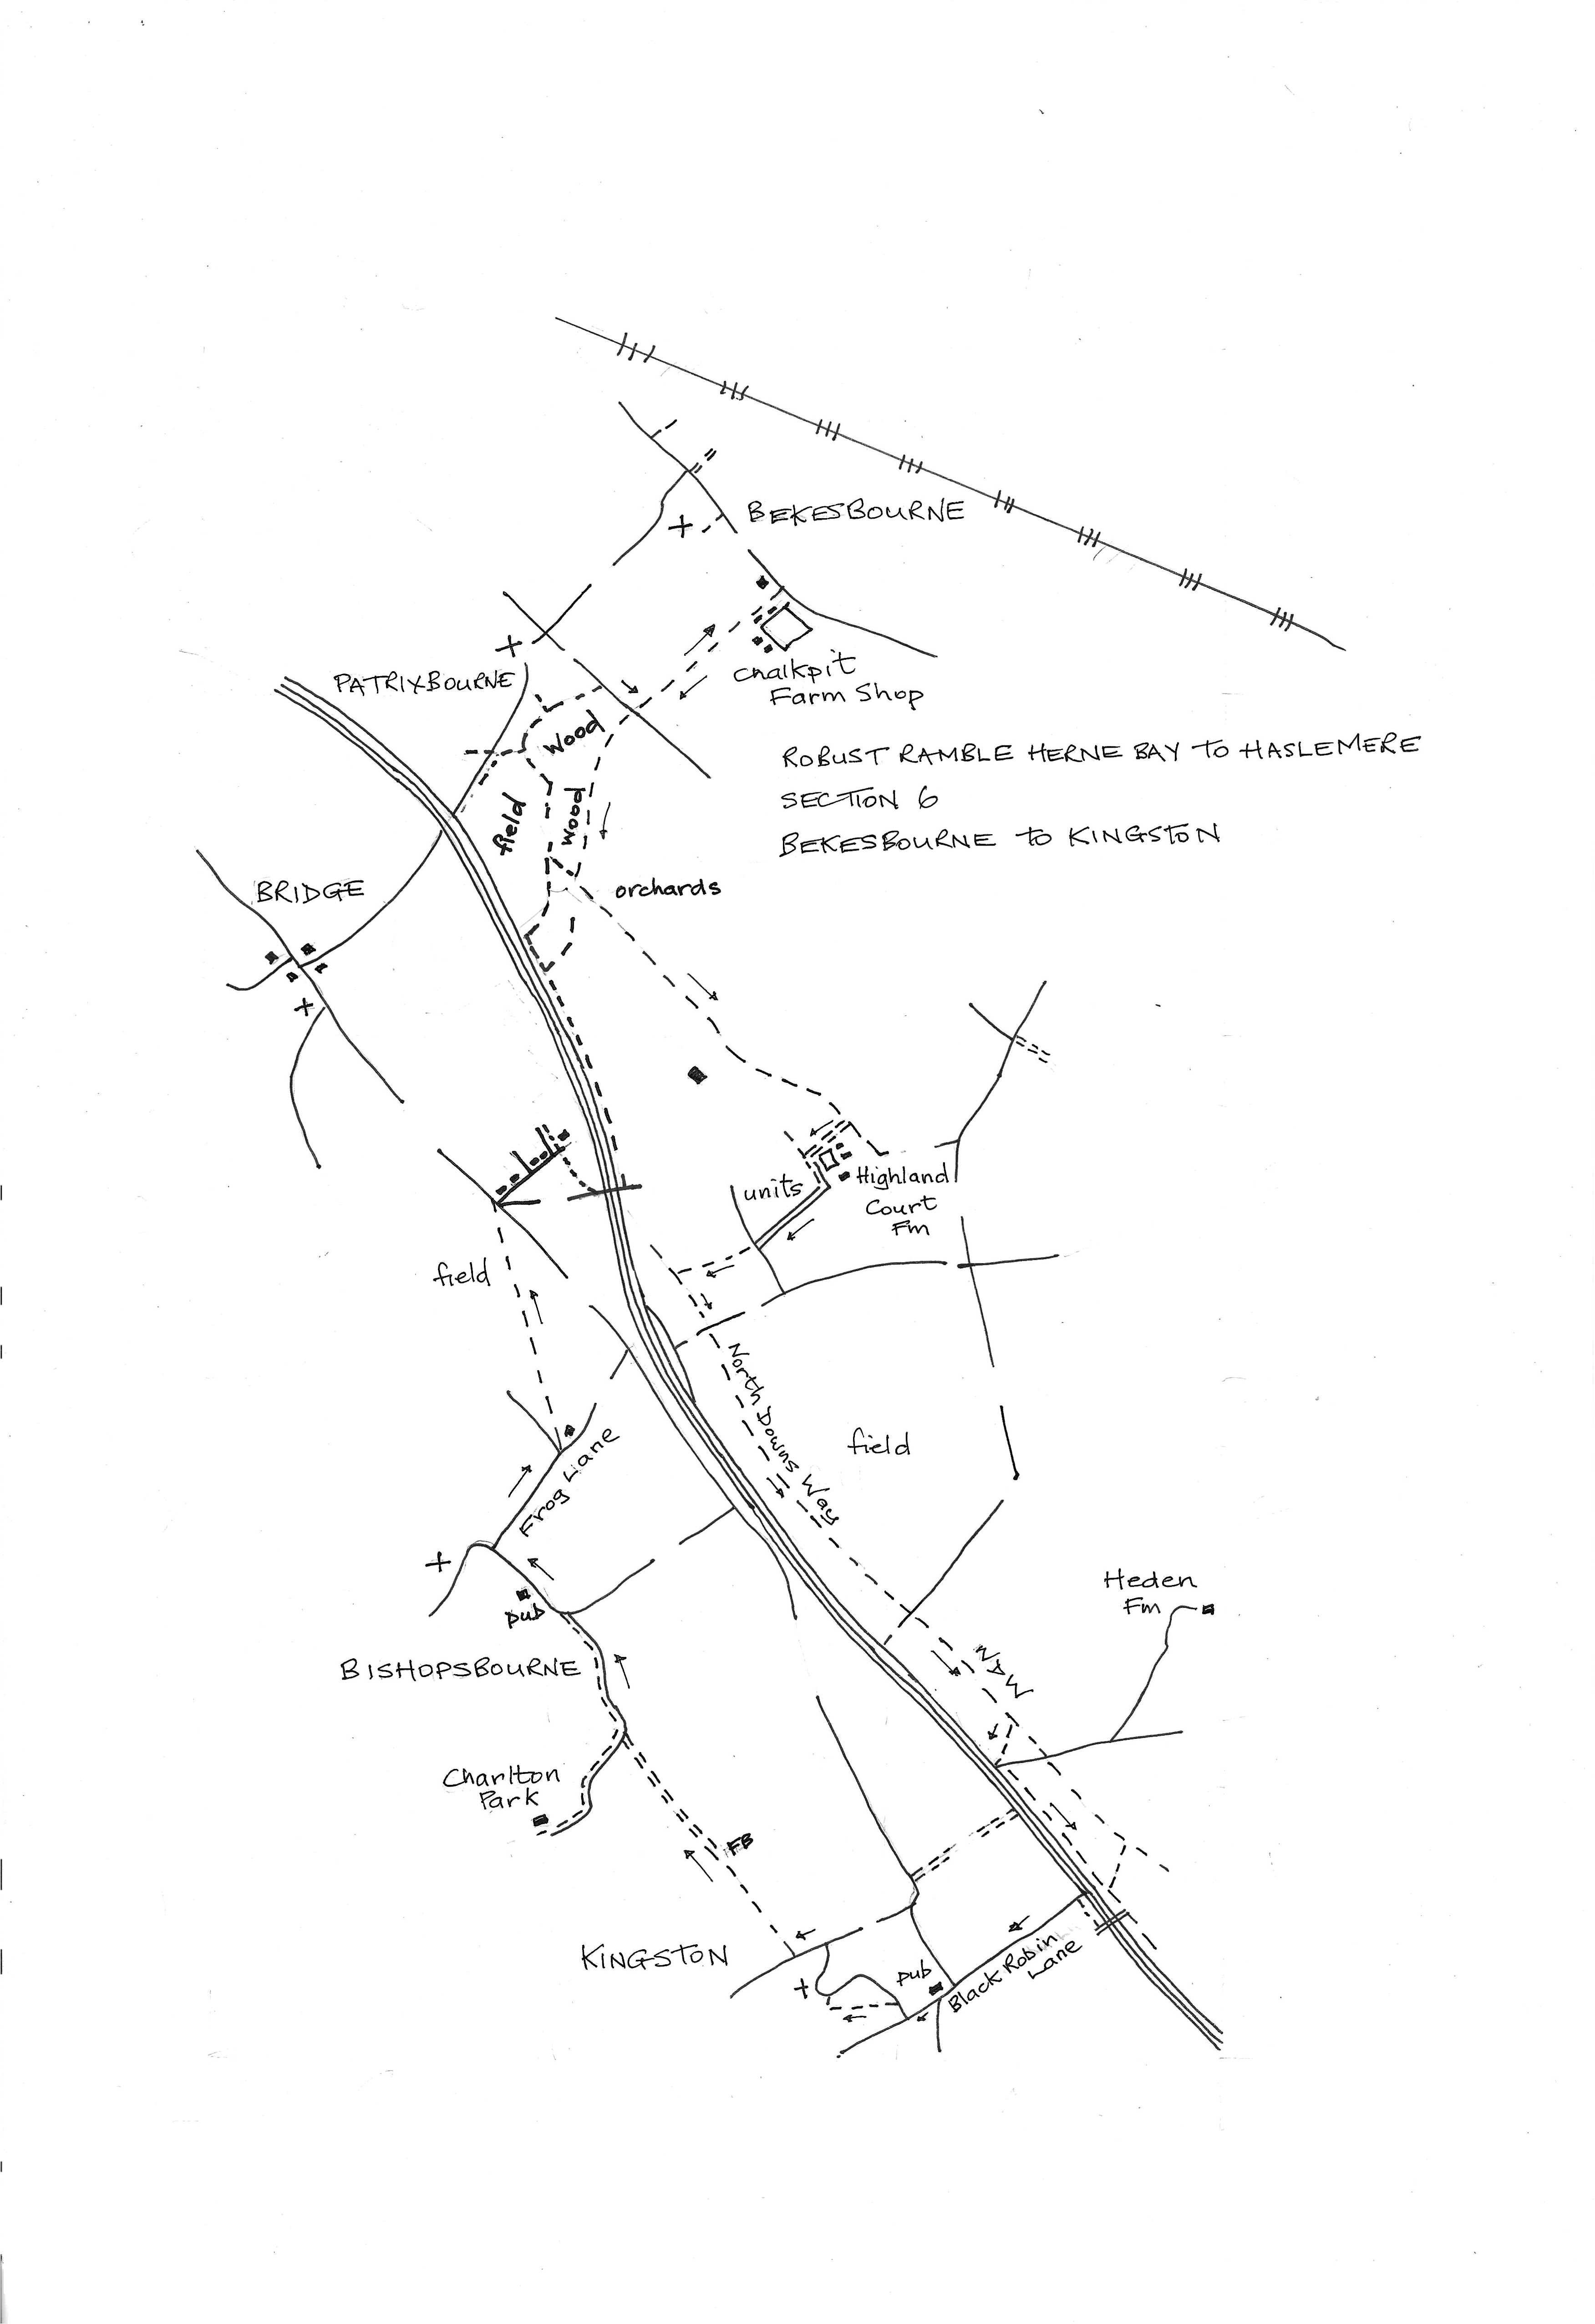 BEKESBOURNE
PATRIXBOURNE
Chalkpit
Farm Shop
Wood
ROBUST RAMBLE HERNE BAY TO HASLEMERE
SECTION 6
BEKESBOURNE TO KINGSTON
field
Wood
BRIDGE
orchards
units
Highland
Court
Fm
field
North Downs Way
field
Frog Lane
pub
Heden
Fm
BISHOPSBOURNE
NDW
Charlton
Park
FB
KINGSTON
pub
Black Robin
Lane